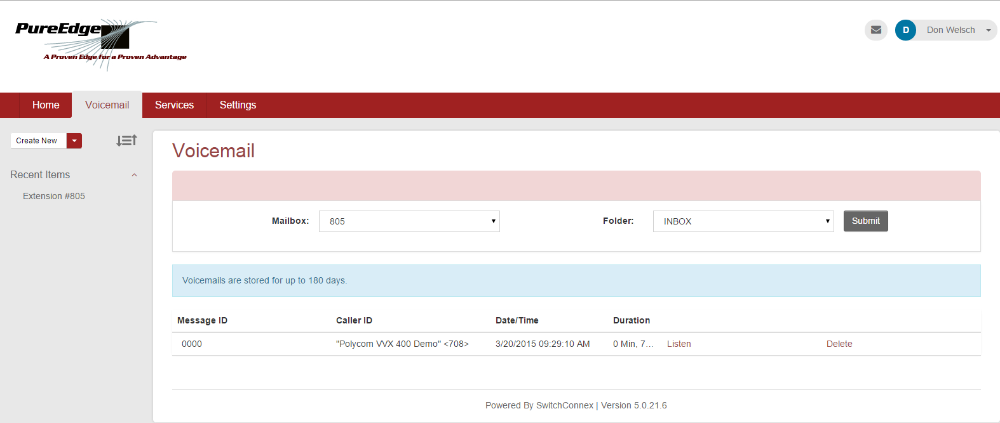 PureEdge
A Proven Edge for a Proven Advantage
D Don Welsch
Home Voicemail Services Settings
Create New
Recent Items
Extension #805
Voicemail
Mailbox: 805 Folder: INBOX Submit
Voicemails are stored for up to 180 days.
Message ID Caller ID Date/Time Duration
0000 "Polycom VVX 400 Demo" <708> 3/20/2015 09:29:10 AM 0 Min, 7... Listen Delete
Powered By SwitchConnex | Version 5.0.21.6